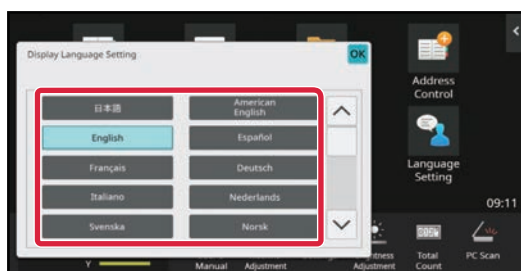 Display Language Setting
OK
日本語
American
English
English
Español
Français
Deutsch
Italiano
Nederlands
Svenska
Norsk
Address
Control
Language
Setting
09:11
Y
Manual
Adjustment
Adjustment
Total
Count
PC Scan